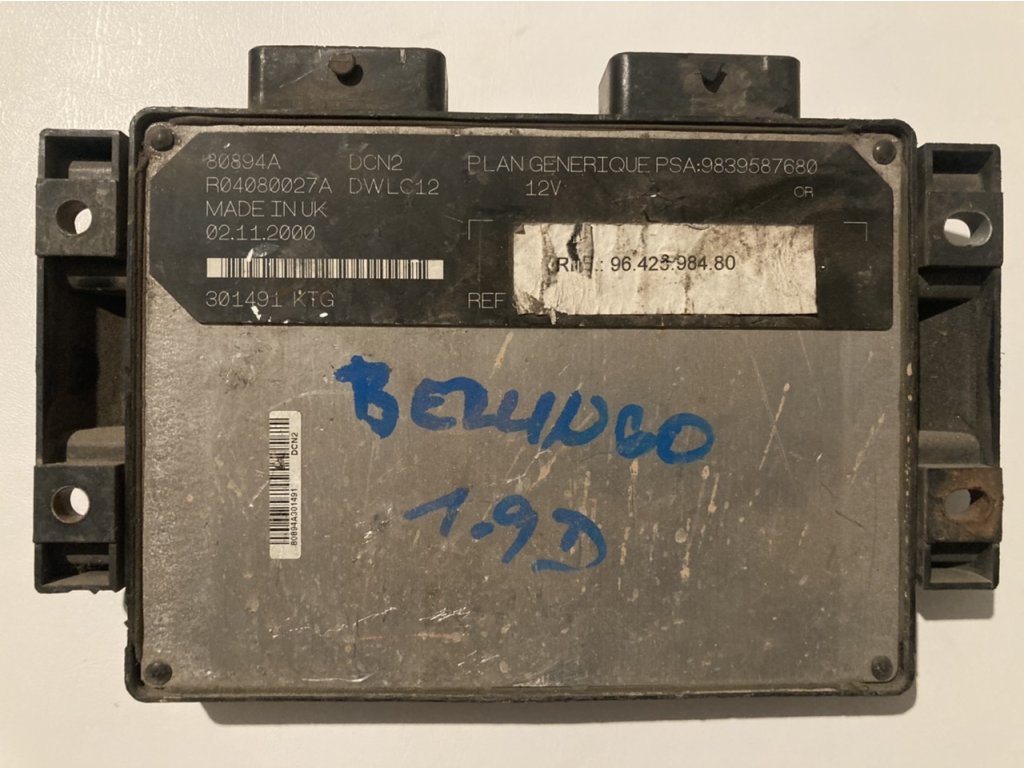 80894A DCN2 PLAN GENERIQUE PSA:9839587680
R04080027A DWLC12 12V CR
MADE IN UK
02.11.2000
96.423.984.80
301491 KTG REF
BERLINGO
1.9D
80894A301491 DCN2